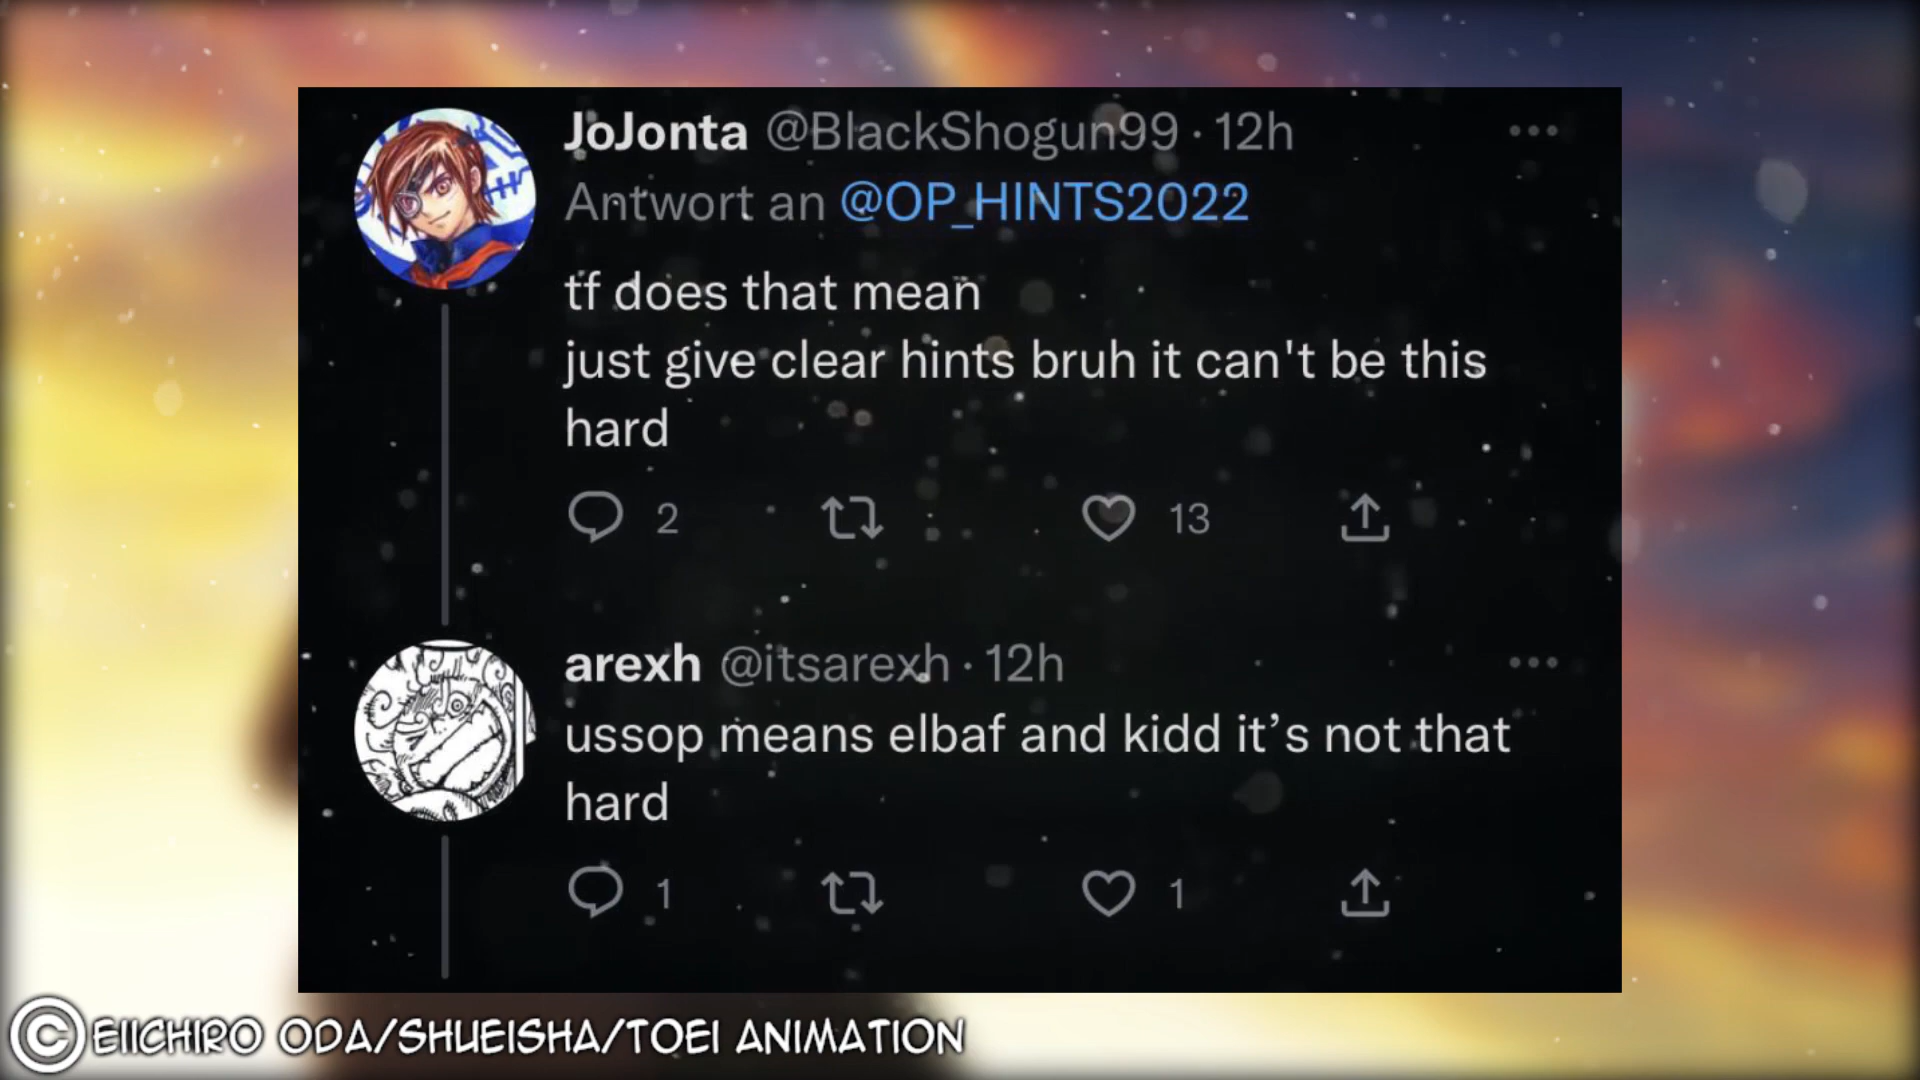 JoJonta @BlackShogun99 · 12h
Antwort an @OP_HINTS2022
tf does that mean
just give clear hints bruh it can't be this
hard
2 13
arexh @itsarexh · 12h
ussop means elbaf and kidd it’s not that
hard
1 1
©EIICHIRO ODA/SHUEISHA/TOEI ANIMATION